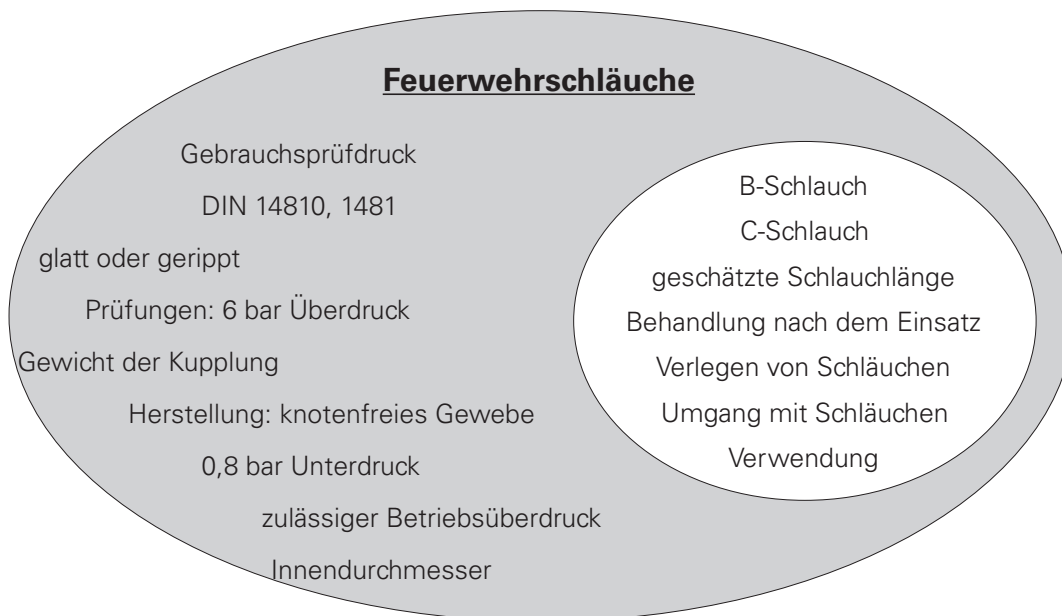 Feuerwehrschläuche
Gebrauchsprüfdruck
DIN 14810, 1481
glatt oder gerippt
Prüfungen: 6 bar Überdruck
Gewicht der Kupplung
Herstellung: knotenfreies Gewebe
0,8 bar Unterdruck
zulässiger Betriebsüberdruck
Innendurchmesser
B-Schlauch
C-Schlauch
geschätzte Schlauchlänge
Behandlung nach dem Einsatz
Verlegen von Schläuchen
Umgang mit Schläuchen
Verwendung